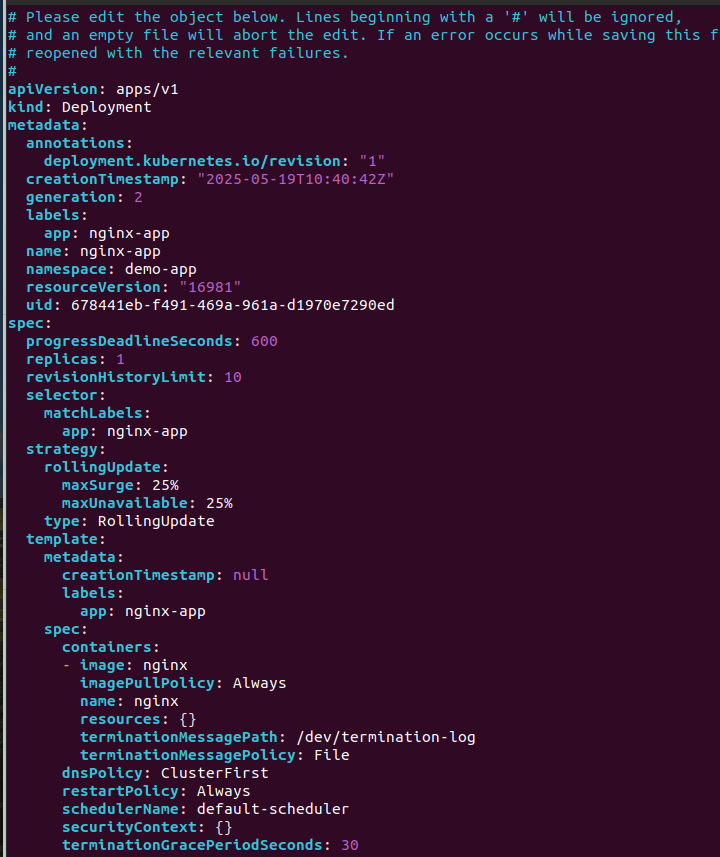 # Please edit the object below. Lines beginning with a '#' will be ignored,
# and an empty file will abort the edit. If an error occurs while saving this f
# reopened with the relevant failures.
#
apiVersion: apps/v1
kind: Deployment
metadata:
  annotations:
    deployment.kubernetes.io/revision: "1"
  creationTimestamp: "2025-05-19T10:40:42Z"
  generation: 2
  labels:
    app: nginx-app
  name: nginx-app
  namespace: demo-app
  resourceVersion: "16981"
  uid: 678441eb-f491-469a-961a-d1970e7290ed
spec:
  progressDeadlineSeconds: 600
  replicas: 1
  revisionHistoryLimit: 10
  selector:
    matchLabels:
      app: nginx-app
  strategy:
    rollingUpdate:
      maxSurge: 25%
      maxUnavailable: 25%
    type: RollingUpdate
  template:
    metadata:
      creationTimestamp: null
      labels:
        app: nginx-app
    spec:
      containers:
      - image: nginx
        imagePullPolicy: Always
        name: nginx
        resources: {}
        terminationMessagePath: /dev/termination-log
        terminationMessagePolicy: File
      dnsPolicy: ClusterFirst
      restartPolicy: Always
      schedulerName: default-scheduler
      securityContext: {}
      terminationGracePeriodSeconds: 30